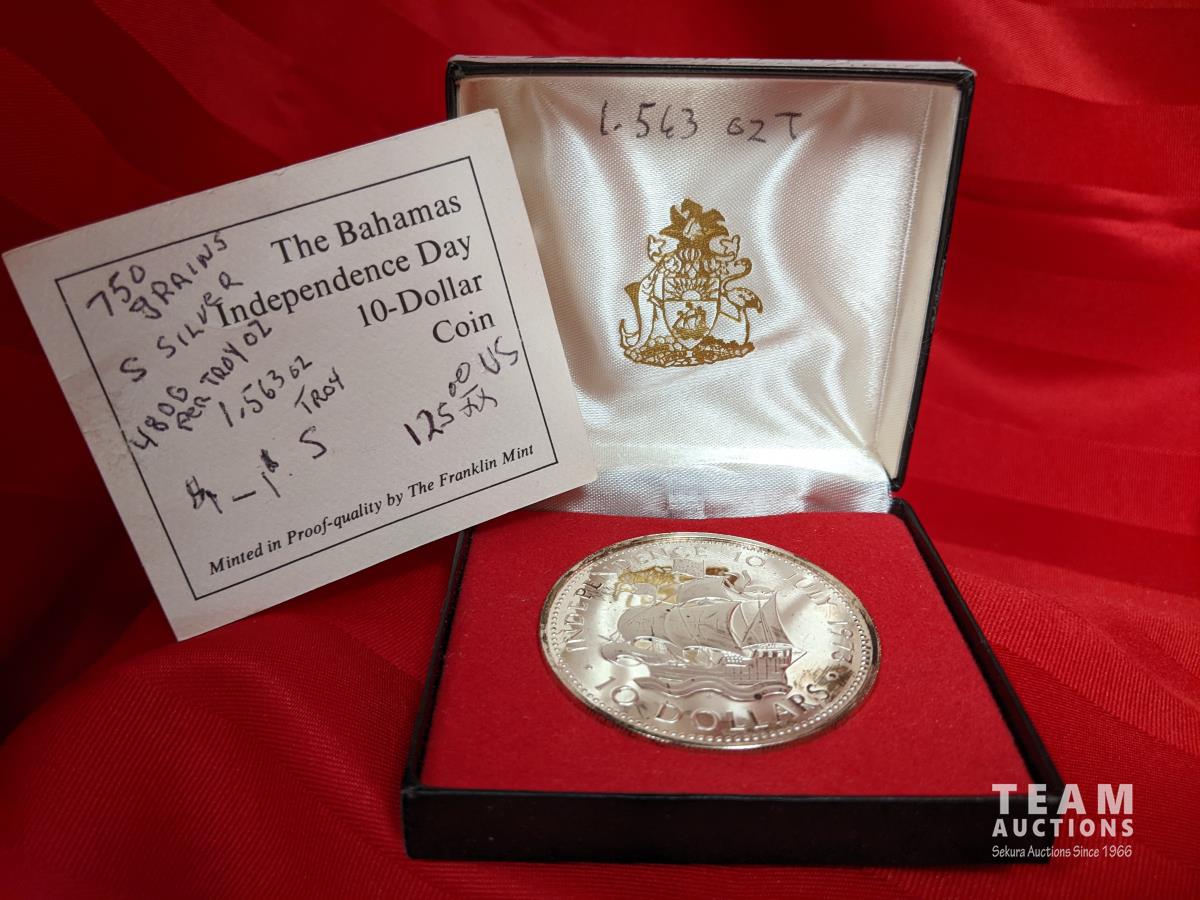 1.563 oz T
The Bahamas
Independence Day
10-Dollar
Coin
750
GRAINS
S SILVER
480G
PER TROY OZ
1.563 oz
TROY
S
125.00 US
Minted in Proof-quality by The Franklin Mint
INDEPENDENCE 10 JULY 1973
10 DOLLARS
TEAM
AUCTIONS
Sekura Auctions Since 1966